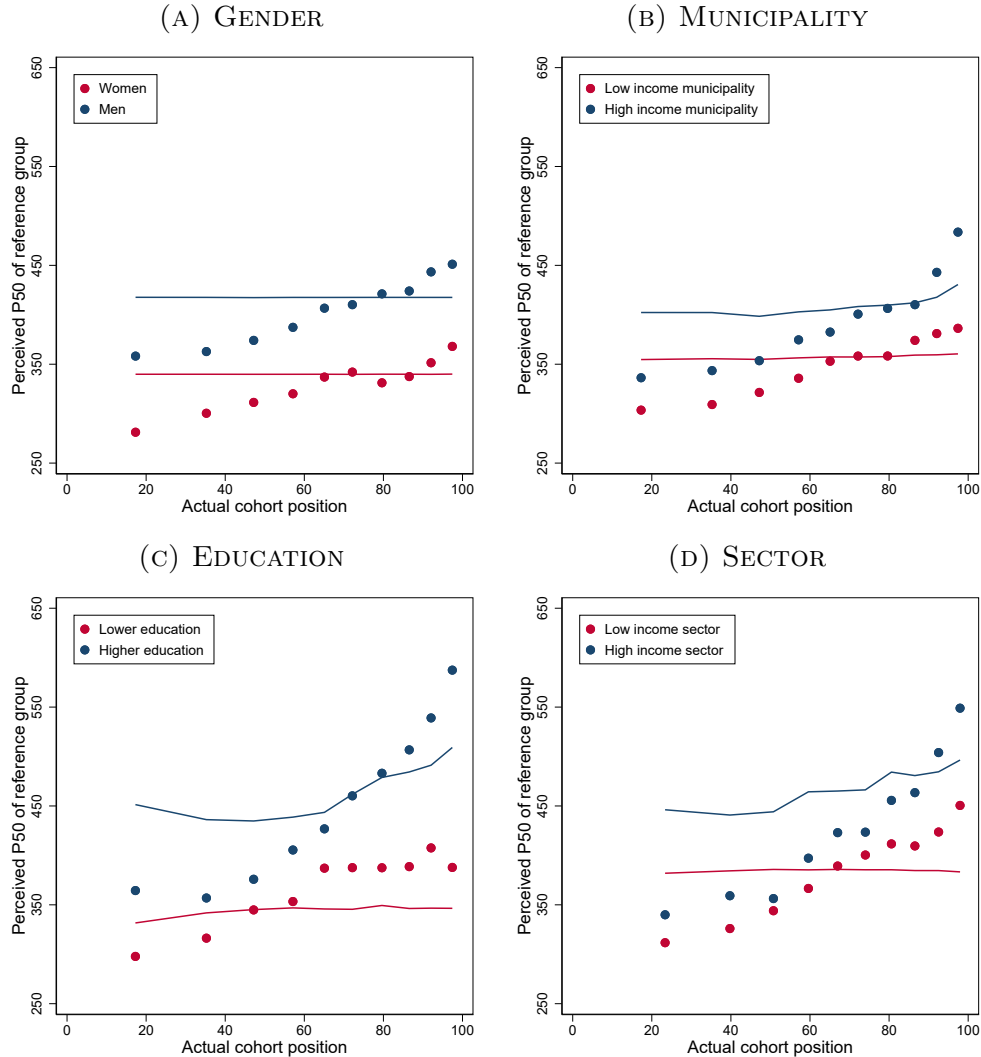 (A) GENDER
Perceived P50 of reference group
650
550
450
350
250
Women
Men
0 20 40 60 80 100
Actual cohort position
(B) MUNICIPALITY
Perceived P50 of reference group
650
550
450
350
250
Low income municipality
High income municipality
0 20 40 60 80 100
Actual cohort position
(C) EDUCATION
Perceived P50 of reference group
650
550
450
350
250
Lower education
Higher education
0 20 40 60 80 100
Actual cohort position
(D) SECTOR
Perceived P50 of reference group
650
550
450
350
250
Low income sector
High income sector
0 20 40 60 80 100
Actual cohort position